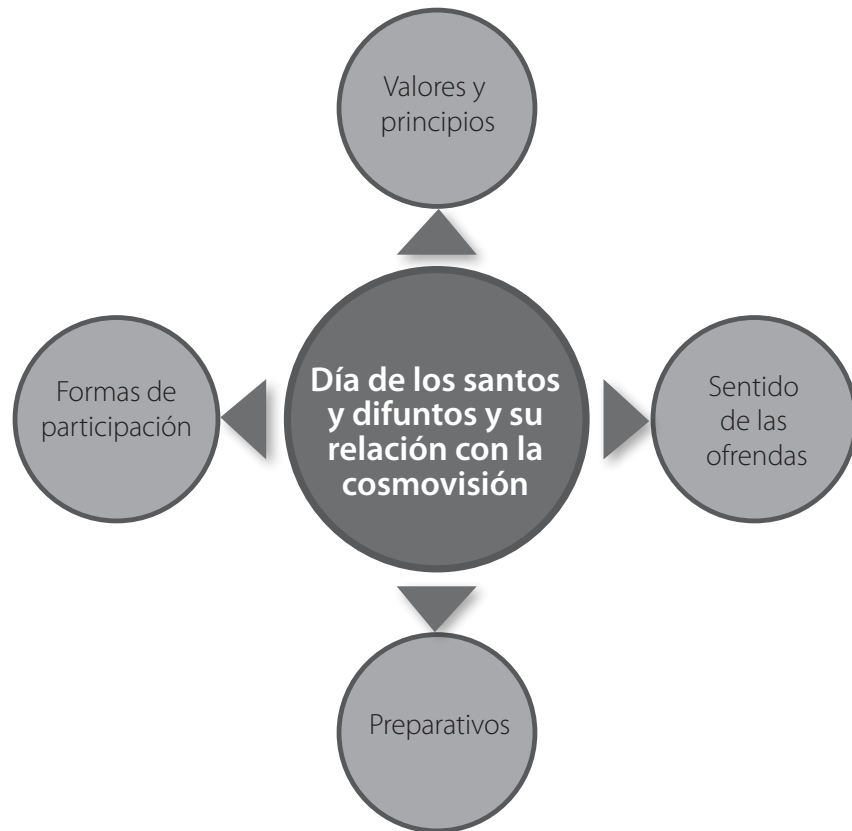 Valores y
principios
Formas de
participación
Día de los santos
y difuntos y su
relación con la
cosmovisión
Sentido
de las
ofrendas
Preparativos